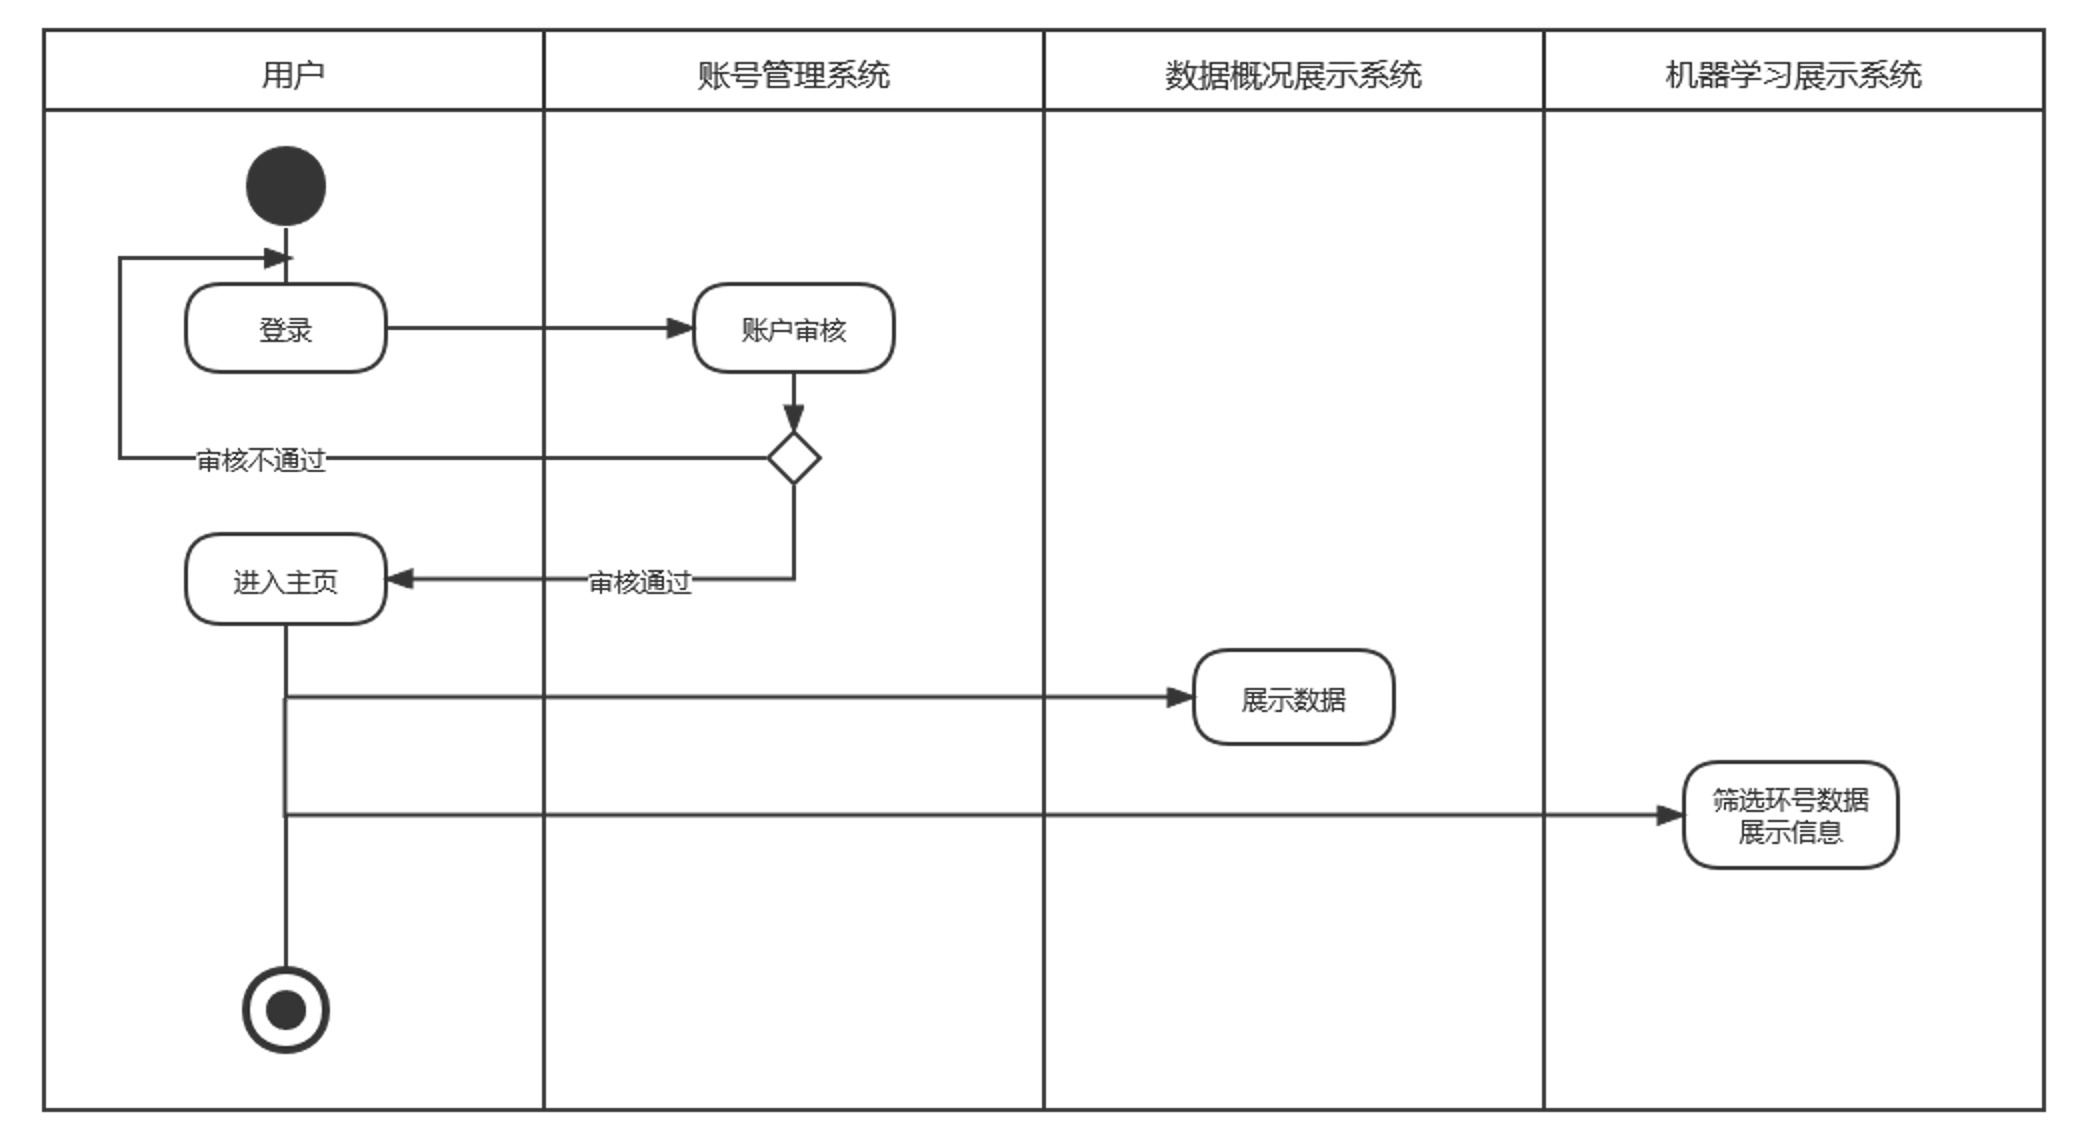 用户
账号管理系统
数据概况展示系统
机器学习展示系统
登录
账户审核
审核不通过
进入主页
审核通过
展示数据
筛选环号数据
展示信息